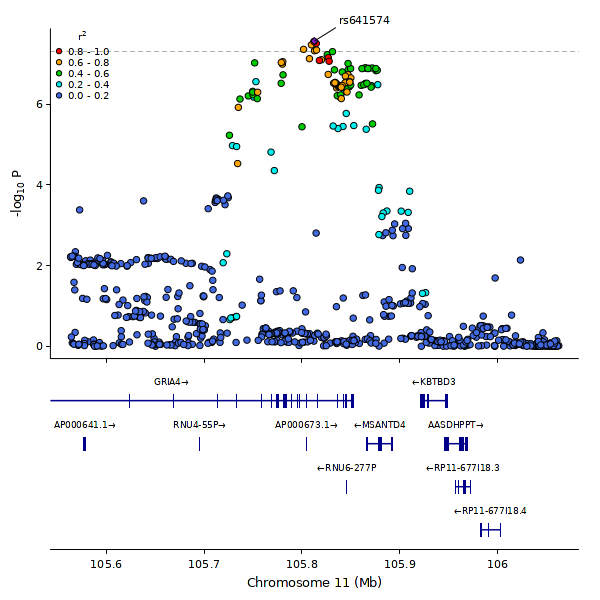 rs641574
r²
0.8 - 1.0
0.6 - 0.8
0.4 - 0.6
0.2 - 0.4
0.0 - 0.2
6
4
2
0
-log10 P
GRIA4→
←KBTBD3
AP000641.1→
RNU4-55P→
AP000673.1→
←MSANTD4
AASDHPPT→
←RNU6-277P
←RP11-677I18.3
←RP11-677I18.4
105.6
105.7
105.8
105.9
106
Chromosome 11 (Mb)